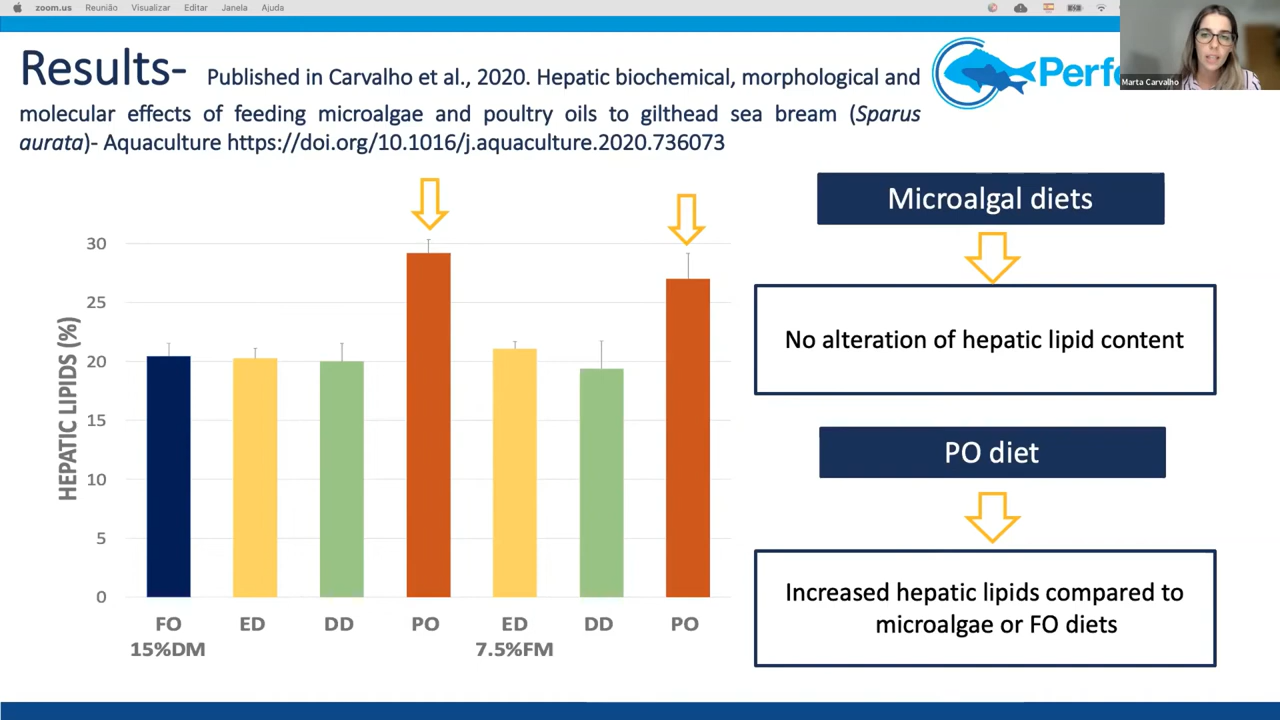 zoom.us Reunião Visualizar Editar Janela Ajuda
Results- Published in Carvalho et al., 2020. Hepatic biochemical, morphological and
molecular effects of feeding microalgae and poultry oils to gilthead sea bream (Sparus
aurata)- Aquaculture https://doi.org/10.1016/j.aquaculture.2020.736073
Marta Carvalho
Microalgal diets
No alteration of hepatic lipid content
PO diet
Increased hepatic lipids compared to
microalgae or FO diets
HEPATIC LIPIDS (%)
30
25
20
15
10
5
0
FO ED DD PO ED DD PO
15%DM 7.5%FM